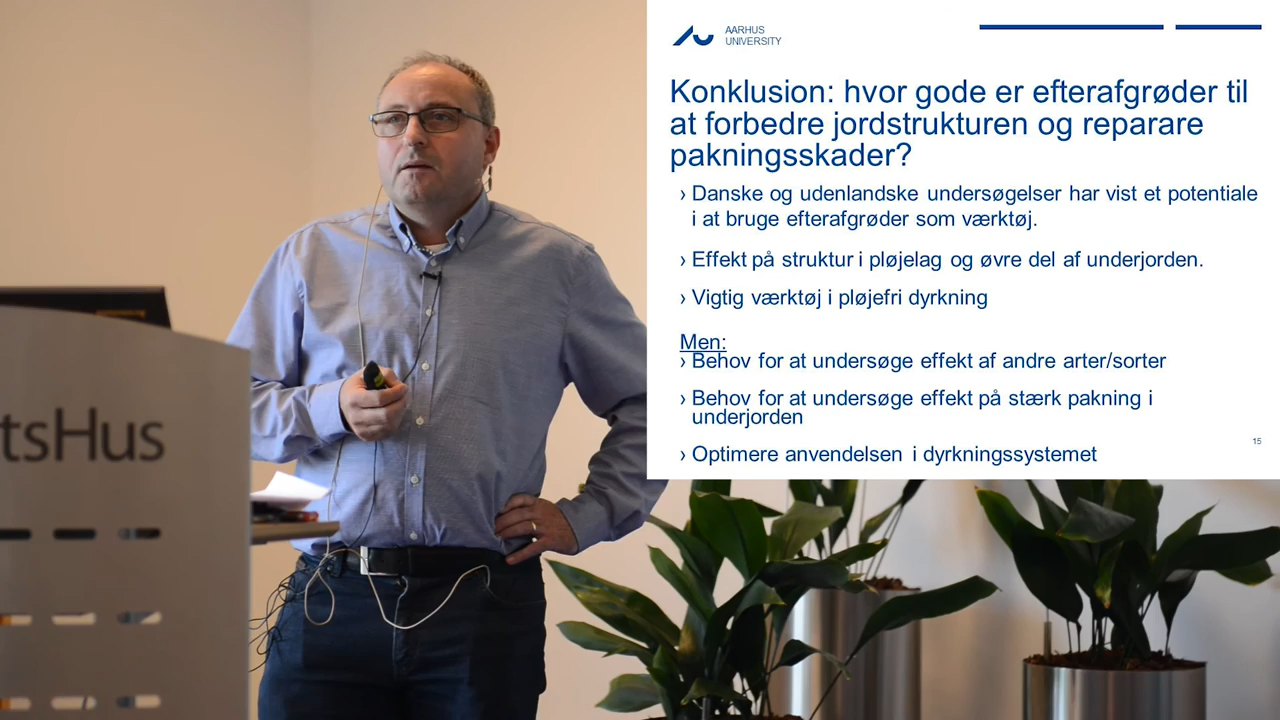 AARHUS
UNIVERSITY
Konklusion: hvor gode er efterafgrøder til
at forbedre jordstrukturen og reparare
pakningsskader?
› Danske og udenlandske undersøgelser har vist et potentiale
i at bruge efterafgrøder som værktøj.
› Effekt på struktur i pløjelag og øvre del af underjorden.
› Vigtig værktøj i pløjefri dyrkning
Men:
› Behov for at undersøge effekt af andre arter/sorter
› Behov for at undersøge effekt på stærk pakning i
underjorden
› Optimere anvendelsen i dyrkningssystemet
15
tsHus